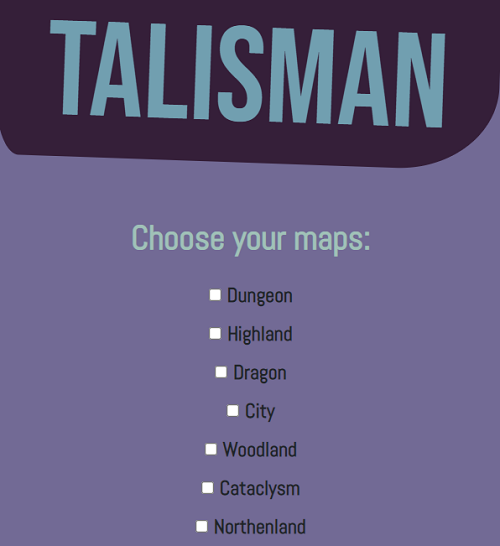 TALISMAN
Choose your maps:
Dungeon
Highland
Dragon
City
Woodland
Cataclysm
Northenland